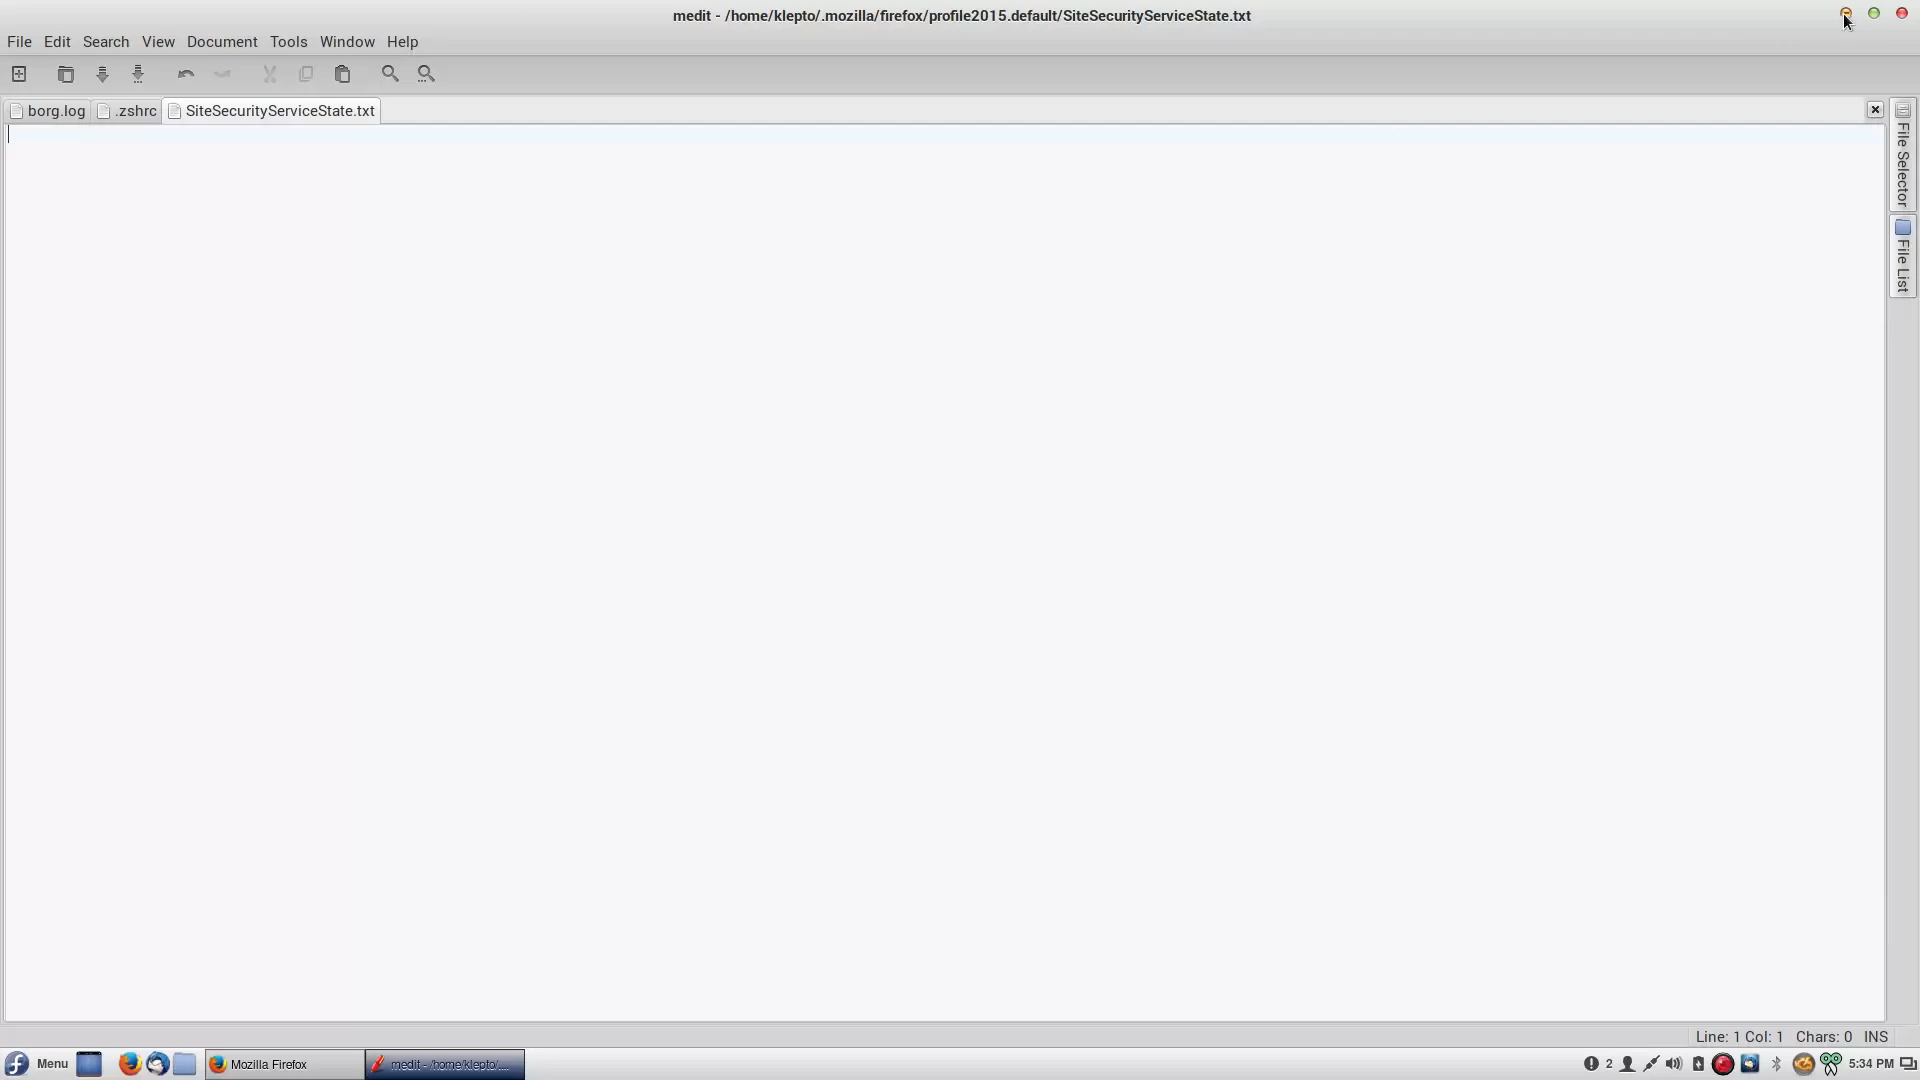 medit - /home/klepto/.mozilla/firefox/profile2015.default/SiteSecurityServiceState.txt
File Edit Search View Document Tools Window Help
borg.log .zshrc SiteSecurityServiceState.txt
File Selector
File List
Line: 1 Col: 1 Chars: 0 INS
Menu Mozilla Firefox medit - /home/klepto/... 2 5:34 PM